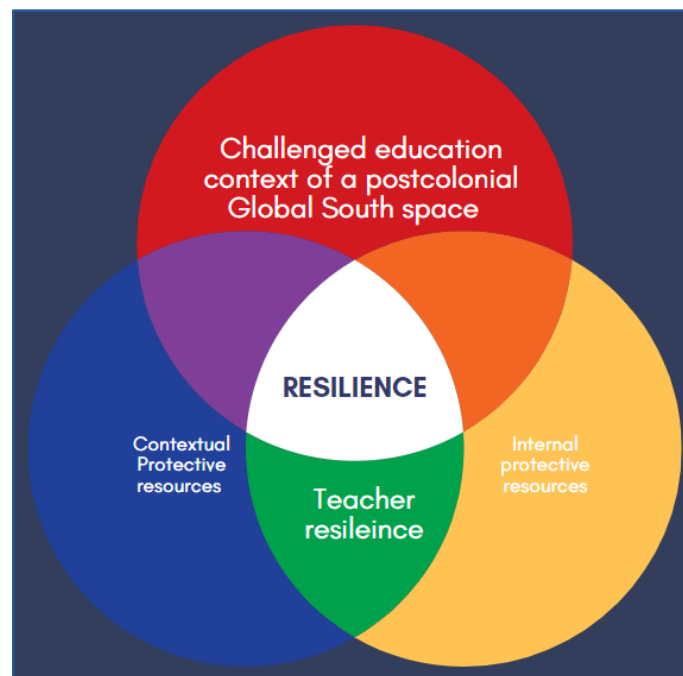 Challenged education
context of a postcolonial
Global South space
RESILIENCE
Contextual
Protective
resources
Internal
protective
resources
Teacher
resileince